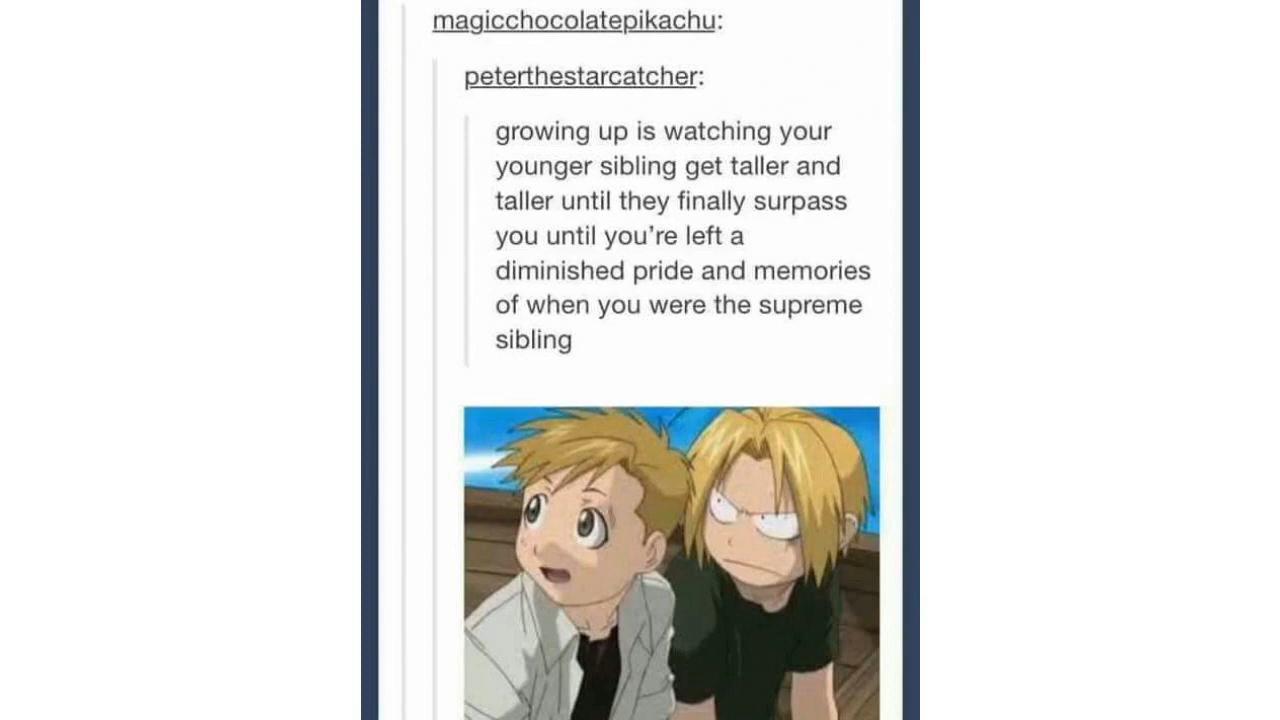 magicchocolatepikachu:
peterthestarcatcher:
growing up is watching your
younger sibling get taller and
taller until they finally surpass
you until you’re left a
diminished pride and memories
of when you were the supreme
sibling